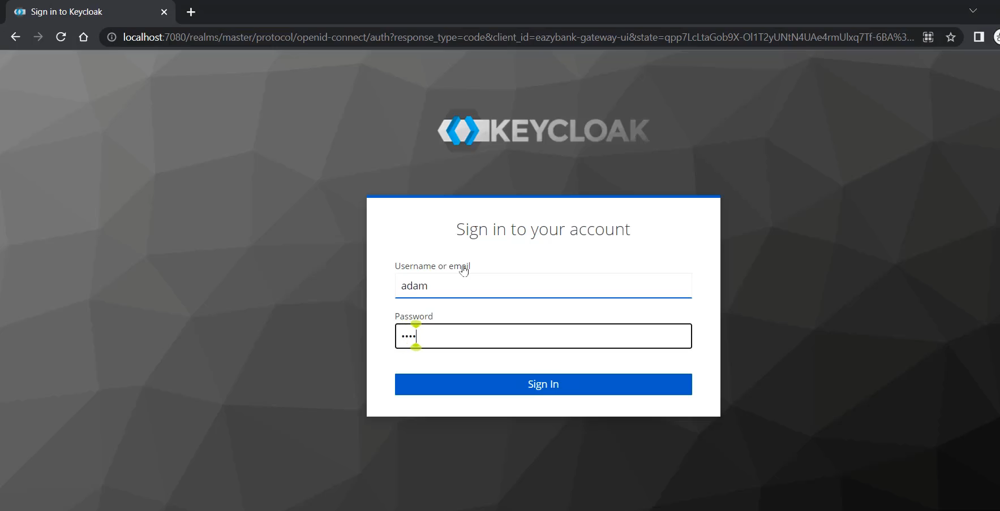 Sign in to Keycloak
localhost:7080/realms/master/protocol/openid-connect/auth?response_type=code&client_id=eazybank-gateway-ui&state=qpp7LcLtaGob9X-Ol1T2yUNtN4UAe4rmUlxq7Tf-6BA%3...
KEYCLOAK
Sign in to your account
Username or email
adam
Password
••••
Sign In